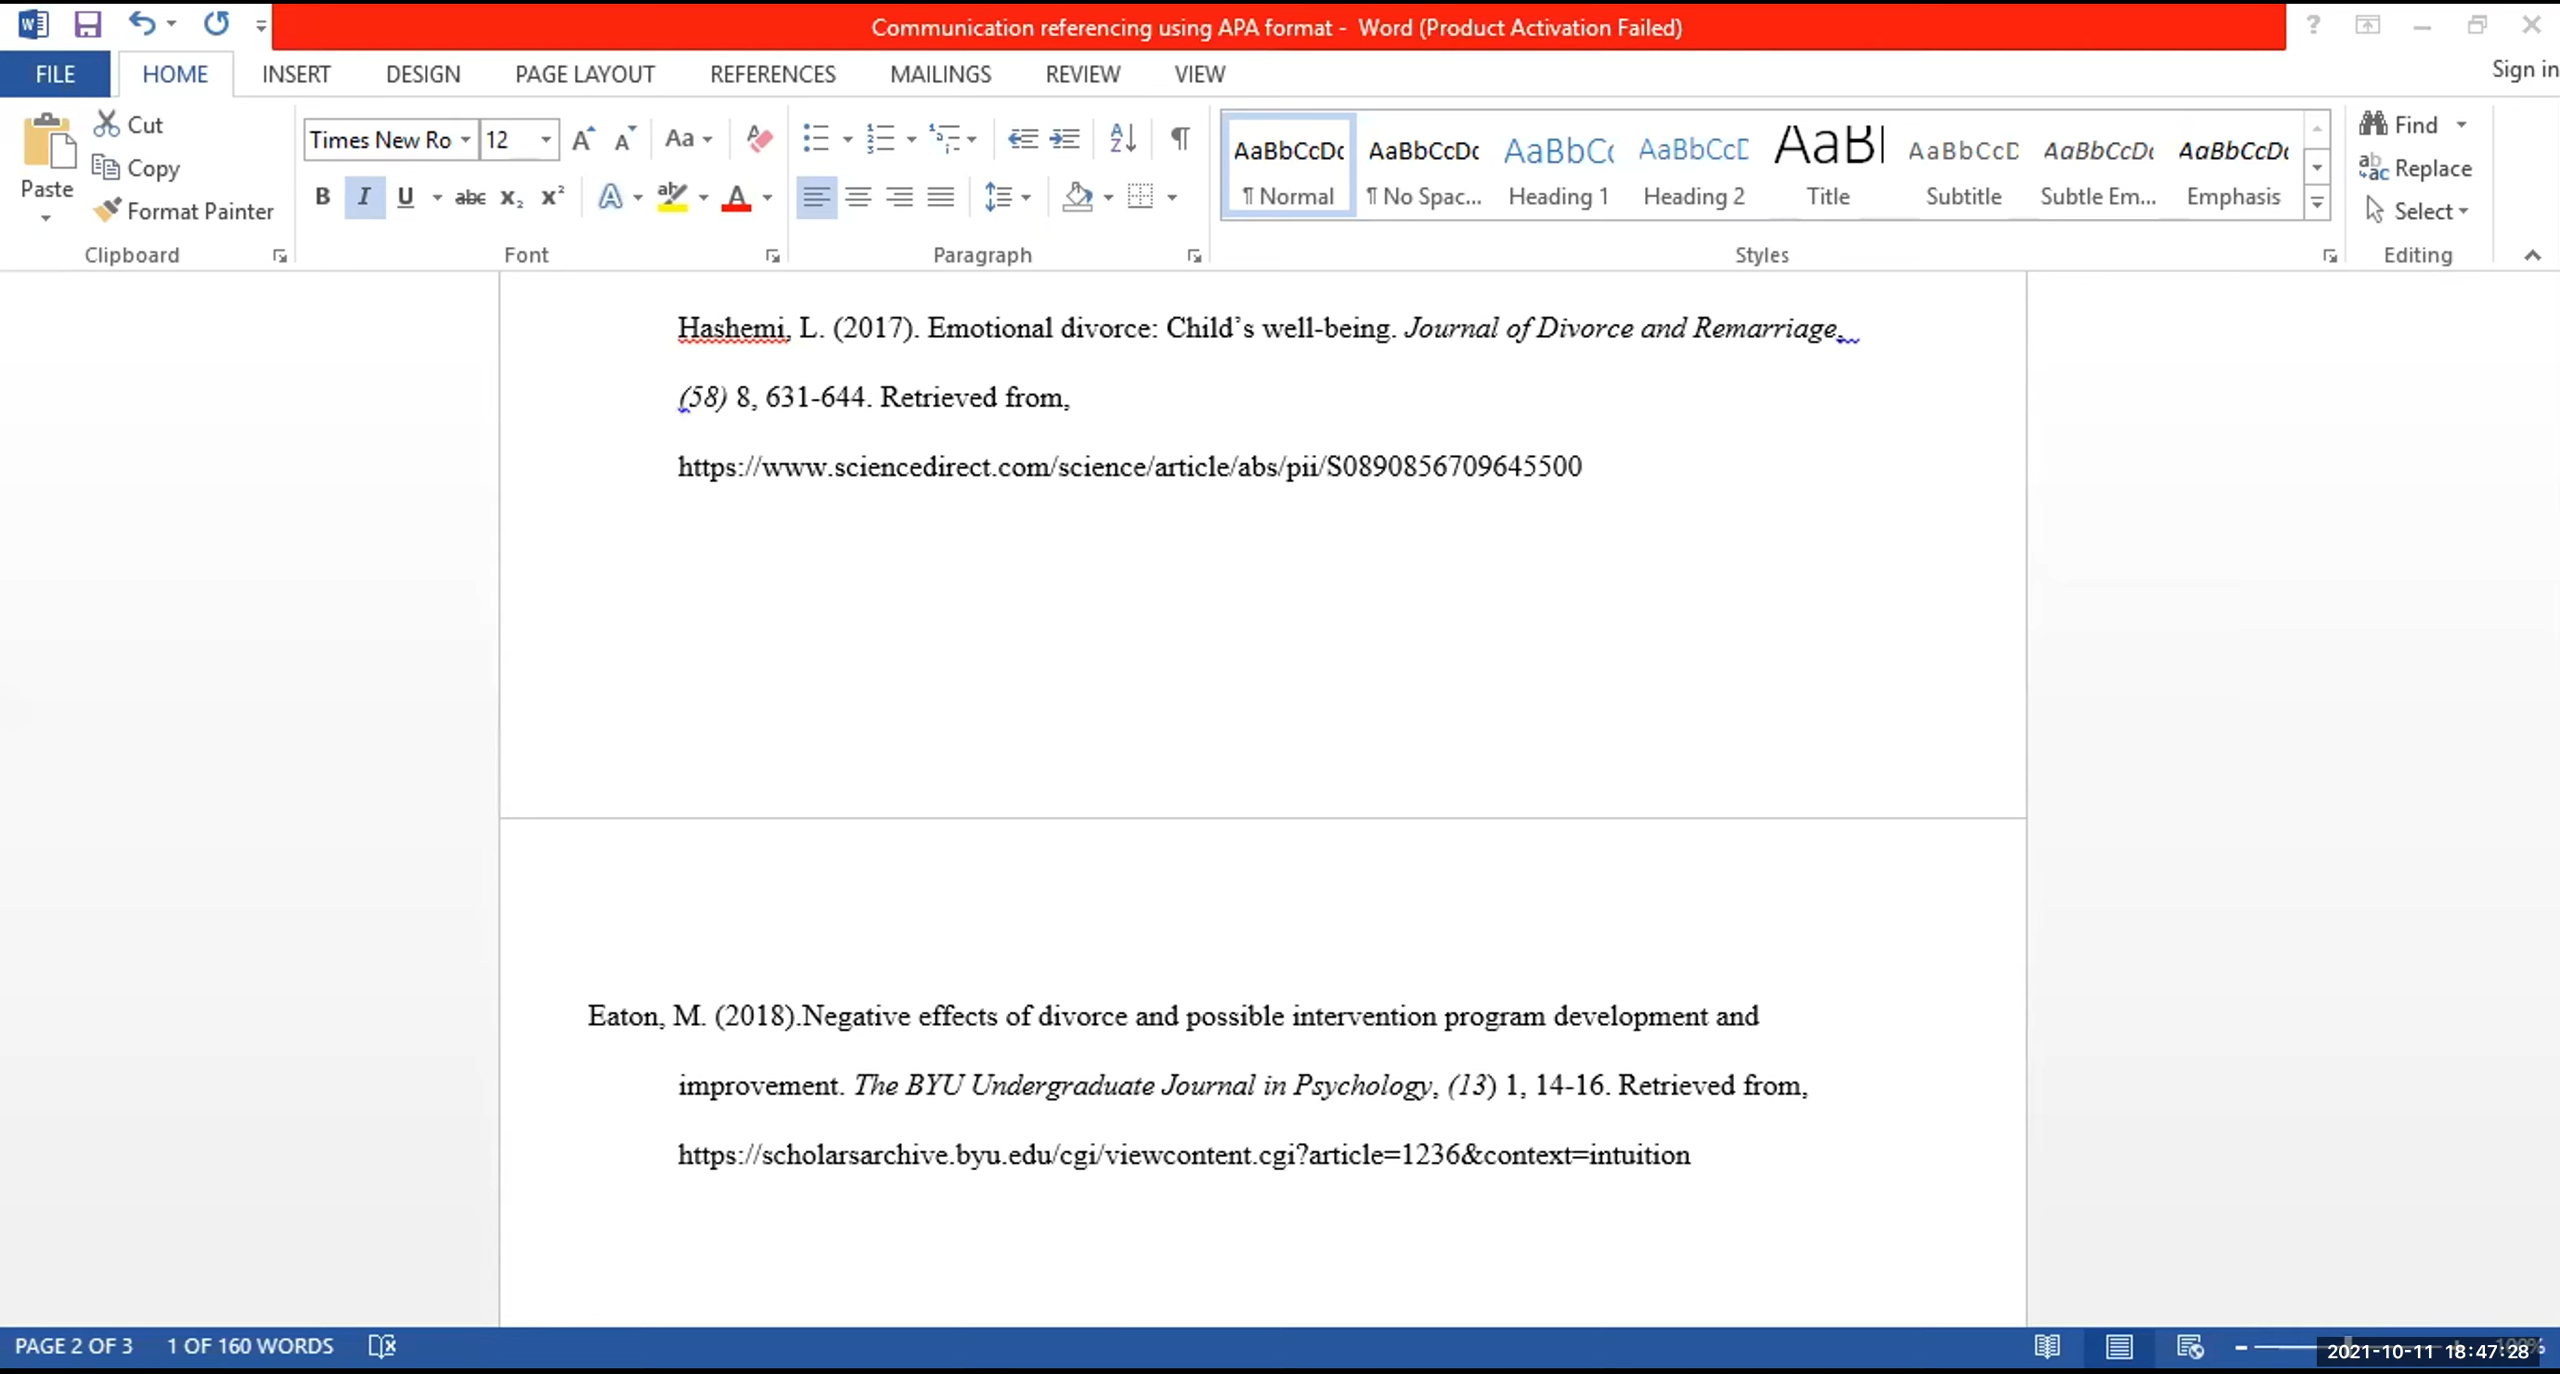 Communication referencing using APA format - Word (Product Activation Failed)
?
FILE HOME INSERT DESIGN PAGE LAYOUT REFERENCES MAILINGS REVIEW VIEW Sign in
Paste Cut Copy Format Painter
Clipboard
Times New Ro 12 Aa
B I U abc X₂ X² A ab A
Font
Paragraph
AaBbCcDc AaBbCcDc AaBbCc AaBbCcD AaBl AaBbCcD AaBbCcDc AaBbCcDc
¶ Normal ¶ No Spac... Heading 1 Heading 2 Title Subtitle Subtle Em... Emphasis
Styles
Find
Replace
Select
Editing
Hashemi, L. (2017). Emotional divorce: Child’s well-being. Journal of Divorce and Remarriage,
(58) 8, 631-644. Retrieved from,
https://www.sciencedirect.com/science/article/abs/pii/S0890856709645500
Eaton, M. (2018).Negative effects of divorce and possible intervention program development and
improvement. The BYU Undergraduate Journal in Psychology, (13) 1, 14-16. Retrieved from,
https://scholarsarchive.byu.edu/cgi/viewcontent.cgi?article=1236&context=intuition
PAGE 2 OF 3 1 OF 160 WORDS
2021-10-11 18:47:28